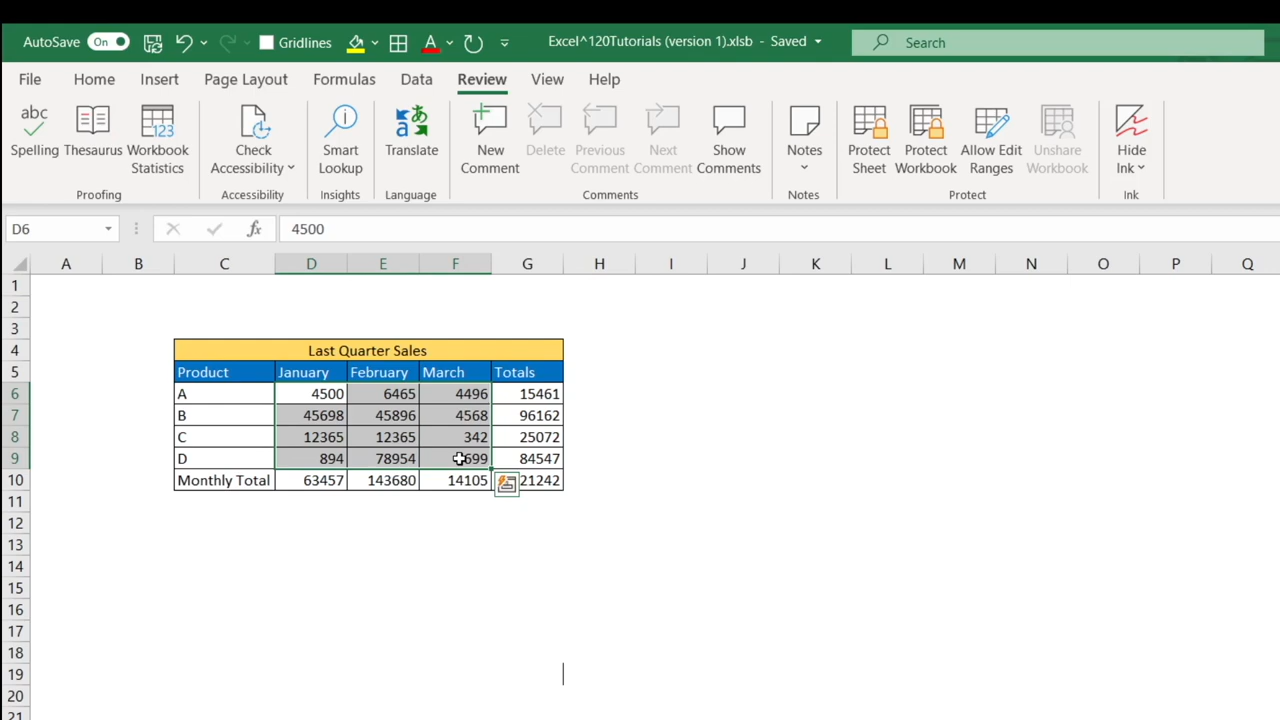 AutoSave On Gridlines A Excel^120Tutorials (version 1).xlsb - Saved Search
File Home Insert Page Layout Formulas Data Review View Help
abc 123
Spelling Thesaurus Workbook Statistics Check Accessibility Smart Lookup Translate New Comment Delete Previous Comment Next Comment Show Comments Notes Protect Sheet Protect Workbook Allow Edit Ranges Unshare Workbook Hide Ink
Proofing Accessibility Insights Language Comments Notes Protect Ink
D6 fx 4500
A B C D E F G H I J K L M N O P Q
1
2
3
4 Last Quarter Sales
5 Product January February March Totals
6 A 4500 6465 4496 15461
7 B 45698 45896 4568 96162
8 C 12365 12365 342 25072
9 D 894 78954 699 84547
10 Monthly Total 63457 143680 14105 21242
11
12
13
14
15
16
17
18
19
20
21